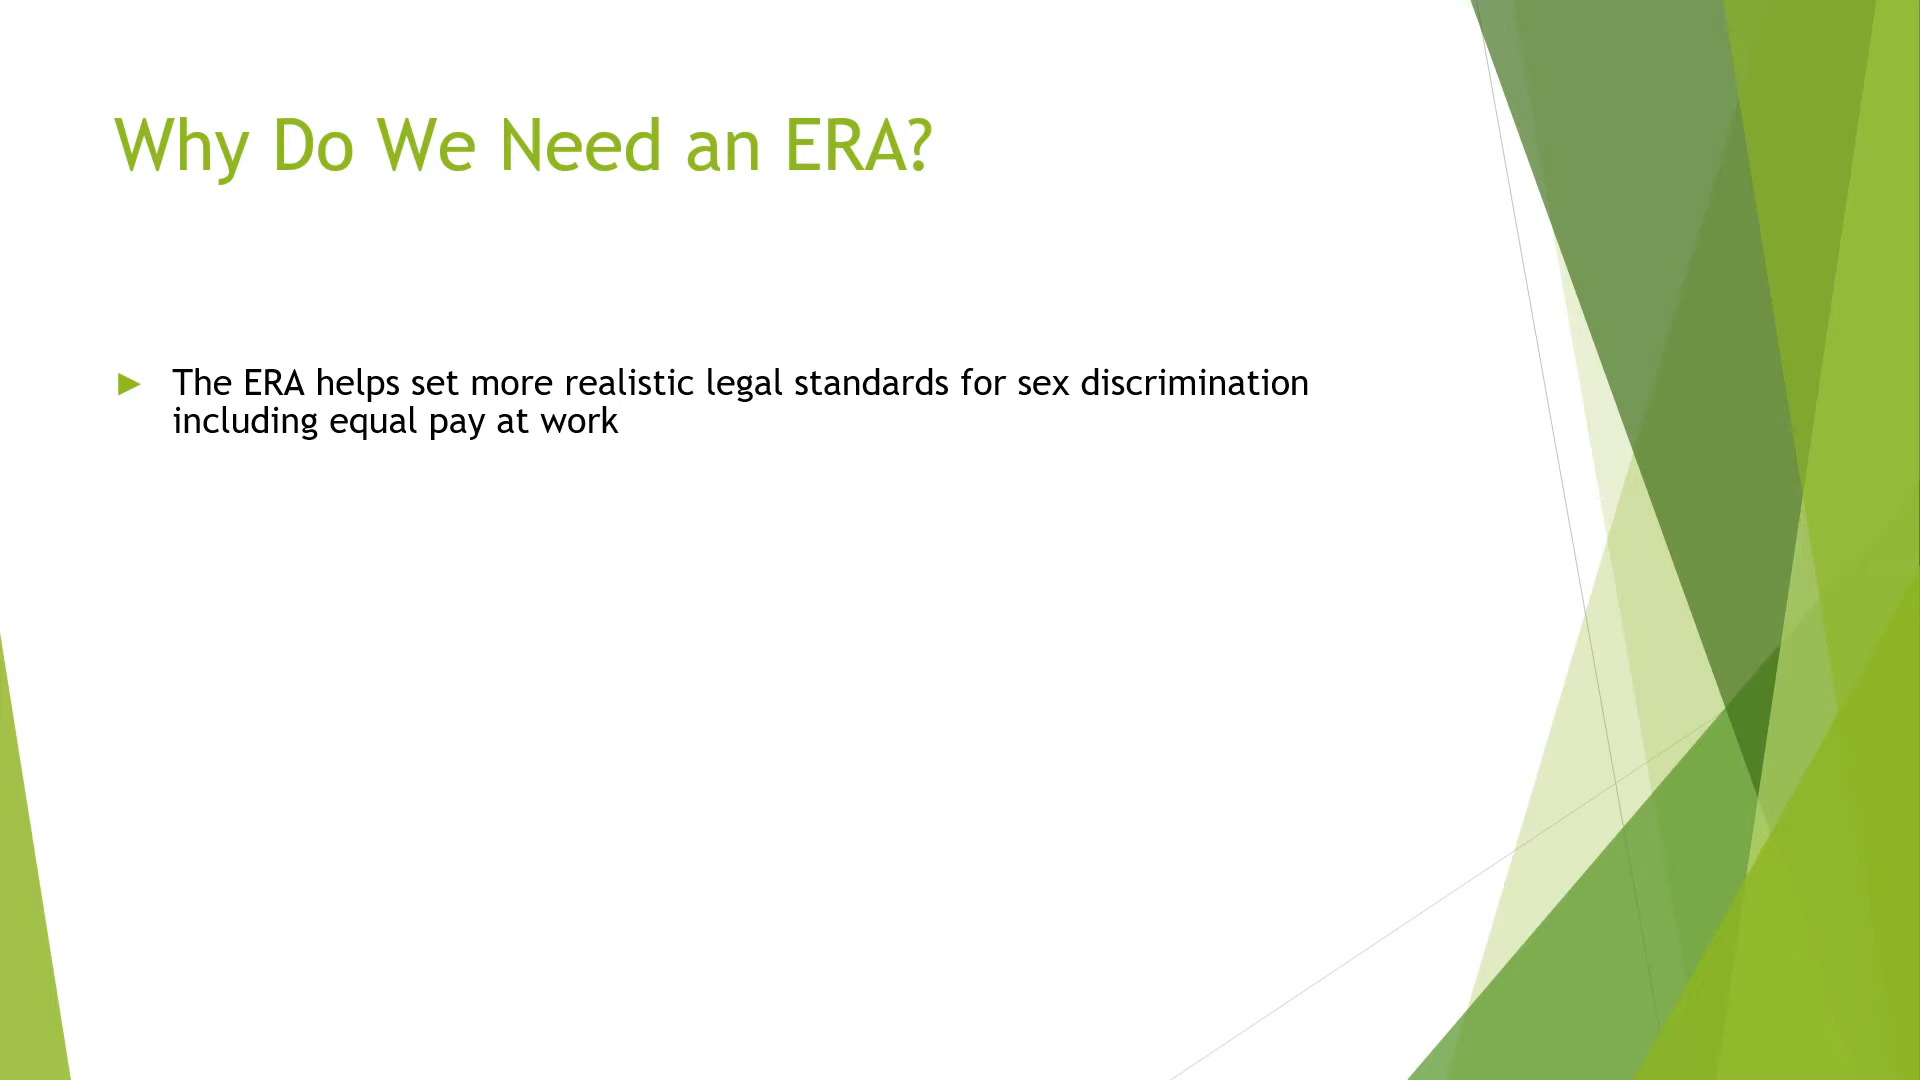 Why Do We Need an ERA?
The ERA helps set more realistic legal standards for sex discrimination
including equal pay at work